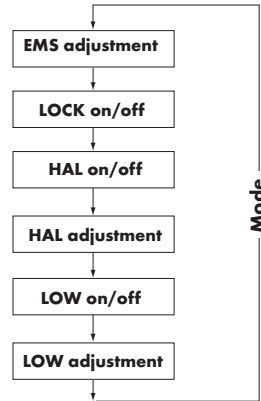 EMS adjustment
LOCK on/off
HAL on/off
HAL adjustment
LOW on/off
LOW adjustment
Mode